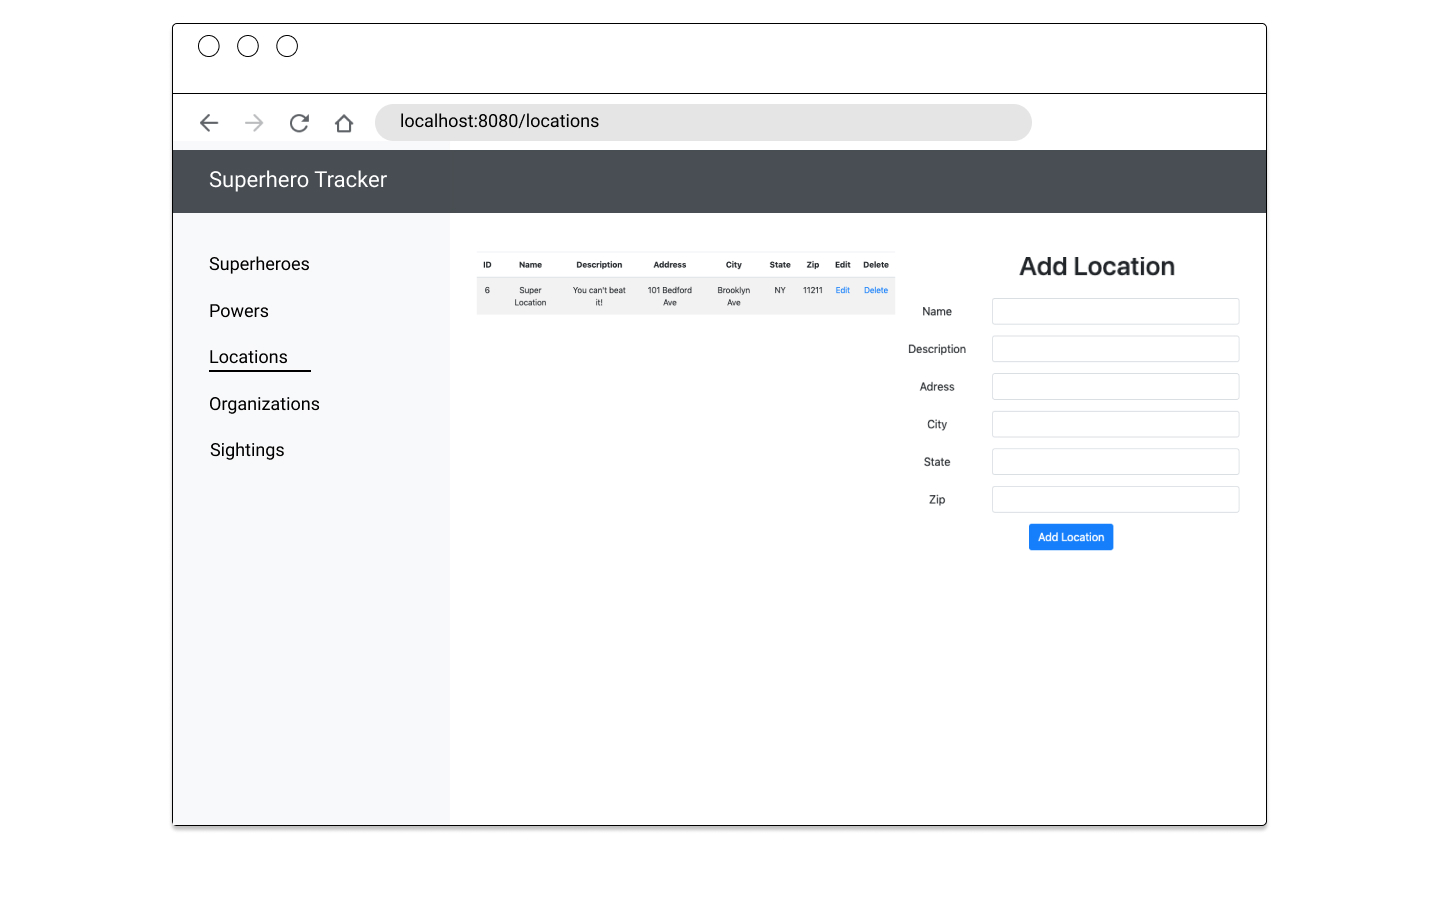 localhost:8080/locations
Superhero Tracker
Superheroes
Powers
Locations
Organizations
Sightings
ID Name Description Address City State Zip Edit Delete
6 Super You can't beat 101 Bedford Brooklyn NY 11211 Edit Delete
Location it! Ave Ave
Add Location
Name
Description
Adress
City
State
Zip
Add Location